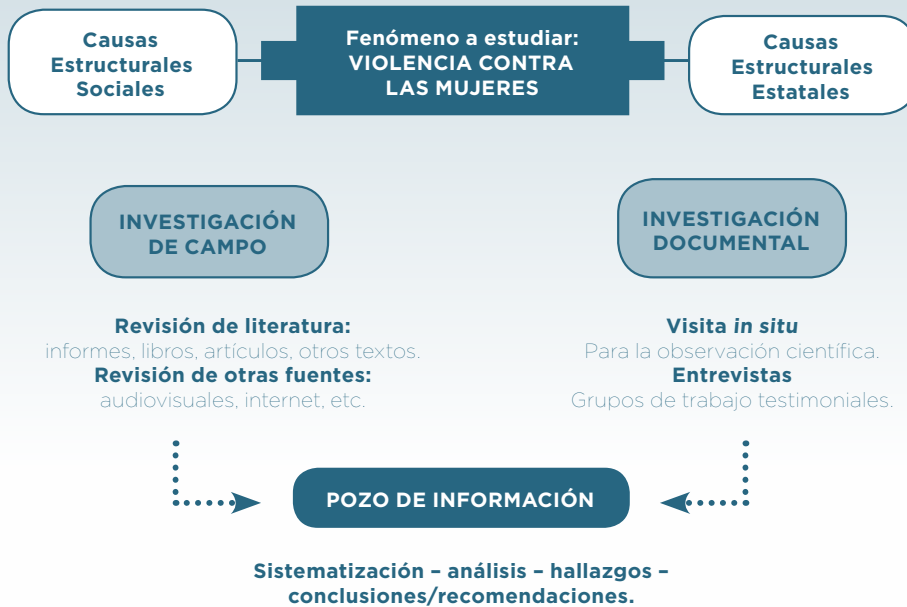 Causas
Estructurales
Sociales
Fenómeno a estudiar:
VIOLENCIA CONTRA
LAS MUJERES
Causas
Estructurales
Estatales
INVESTIGACIÓN
DE CAMPO
INVESTIGACIÓN
DOCUMENTAL
Revisión de literatura:
informes, libros, artículos, otros textos.
Revisión de otras fuentes:
audiovisuales, internet, etc.
Visita in situ
Para la observación científica.
Entrevistas
Grupos de trabajo testimoniales.
POZO DE INFORMACIÓN
Sistematización – análisis – hallazgos –
conclusiones/recomendaciones.